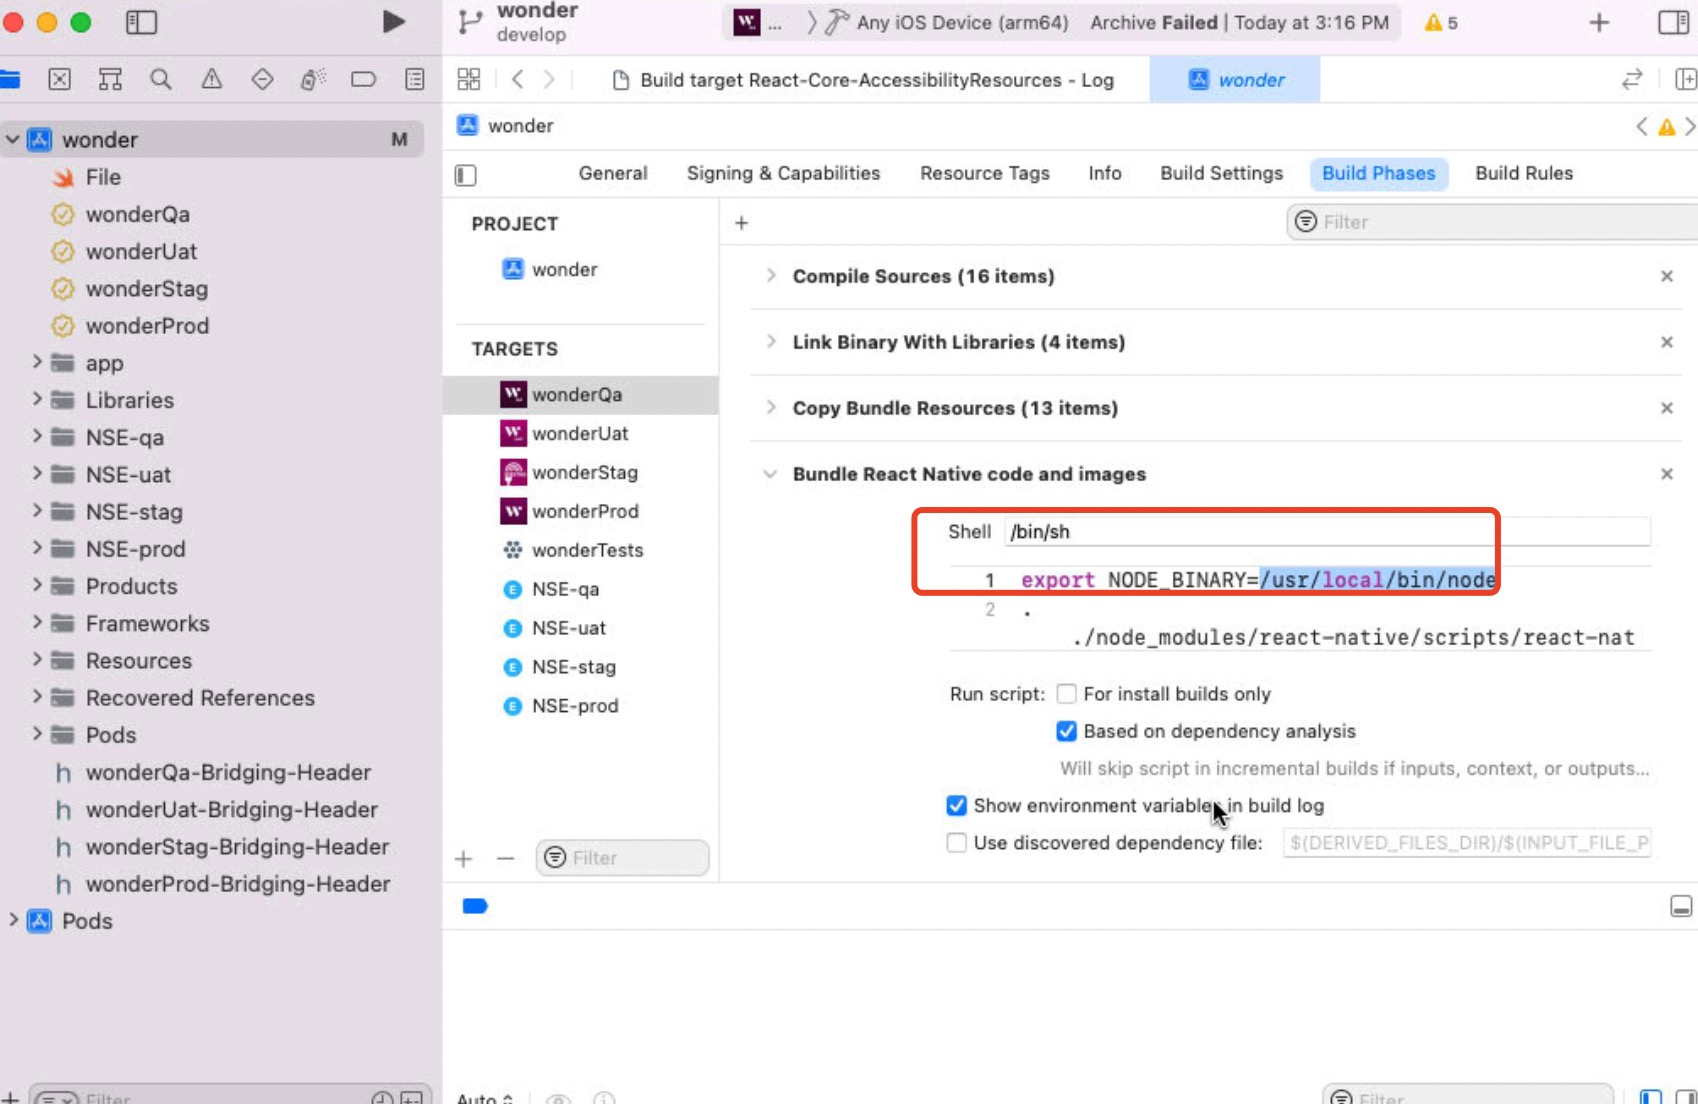 wonder
develop
... Any iOS Device (arm64) Archive Failed | Today at 3:16 PM 5
Build target React-Core-AccessibilityResources - Log
wonder
wonder
wonder M
File
wonderQa
wonderUat
wonderStag
wonderProd
app
Libraries
NSE-qa
NSE-uat
NSE-stag
NSE-prod
Products
Frameworks
Resources
Recovered References
Pods
wonderQa-Bridging-Header
wonderUat-Bridging-Header
wonderStag-Bridging-Header
wonderProd-Bridging-Header
Pods
Filter
General Signing & Capabilities Resource Tags Info Build Settings Build Phases Build Rules
PROJECT
wonder
TARGETS
wonderQa
wonderUat
wonderStag
wonderProd
wonderTests
NSE-qa
NSE-uat
NSE-stag
NSE-prod
Filter
Filter
Compile Sources (16 items)
Link Binary With Libraries (4 items)
Copy Bundle Resources (13 items)
Bundle React Native code and images
Shell /bin/sh
1 export NODE_BINARY=/usr/local/bin/node
2 .
./node_modules/react-native/scripts/react-nat
Run script: For install builds only
Based on dependency analysis
Will skip script in incremental builds if inputs, context, or outputs...
Show environment variables in build log
Use discovered dependency file: $(DERIVED_FILES_DIR)/$(INPUT_FILE_P
Auto
Filter